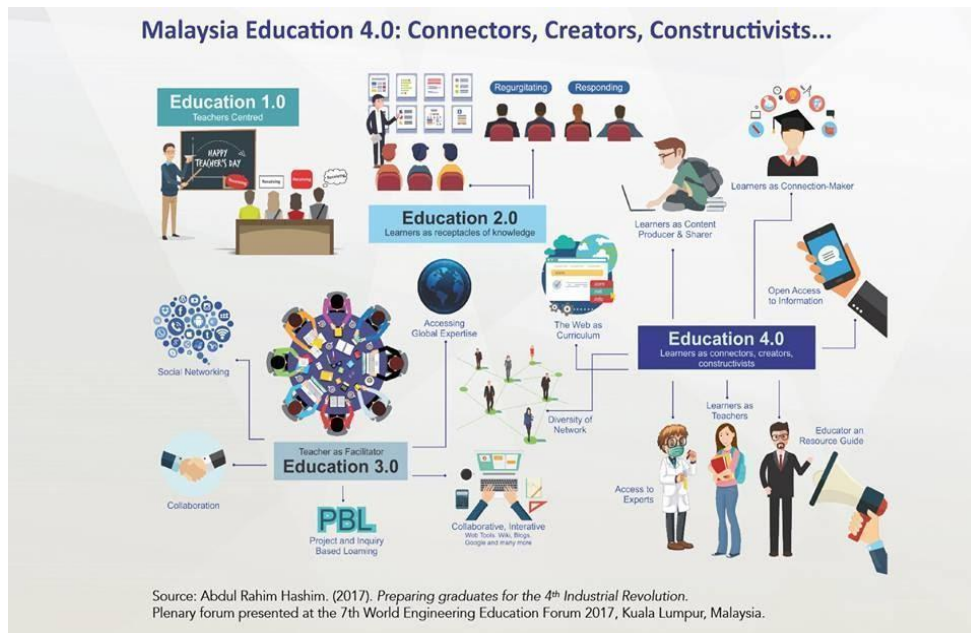 Malaysia Education 4.0: Connectors, Creators, Constructivists...
Education 1.0
Teachers Centred
HAPPY
TEACHER'S DAY
Receiving
Receiving
Receiving
Receiving
Regurgitating
Responding
Education 2.0
Learners as receptacles of knowledge
Learners as Content
Producer & Sharer
Learners as Connection-Maker
Open Access
to Information
Accessing
Global Expertise
The Web as
Curriculum
Education 4.0
Learners as connectors, creators,
constructivists
Social Networking
Diversity of
Network
Learners as
Teachers
Educator an
Resource Guide
Access to
Experts
Teacher as Facilitator
Education 3.0
Collaboration
PBL
Project and Inquiry
Based Loarning
Collaborative, Interative
Web Tools. Wiki, Blogs.
Google and many more
Source: Abdul Rahim Hashim. (2017). Preparing graduates for the 4th Industrial Revolution.
Plenary forum presented at the 7th World Engineering Education Forum 2017, Kuala Lumpur, Malaysia.